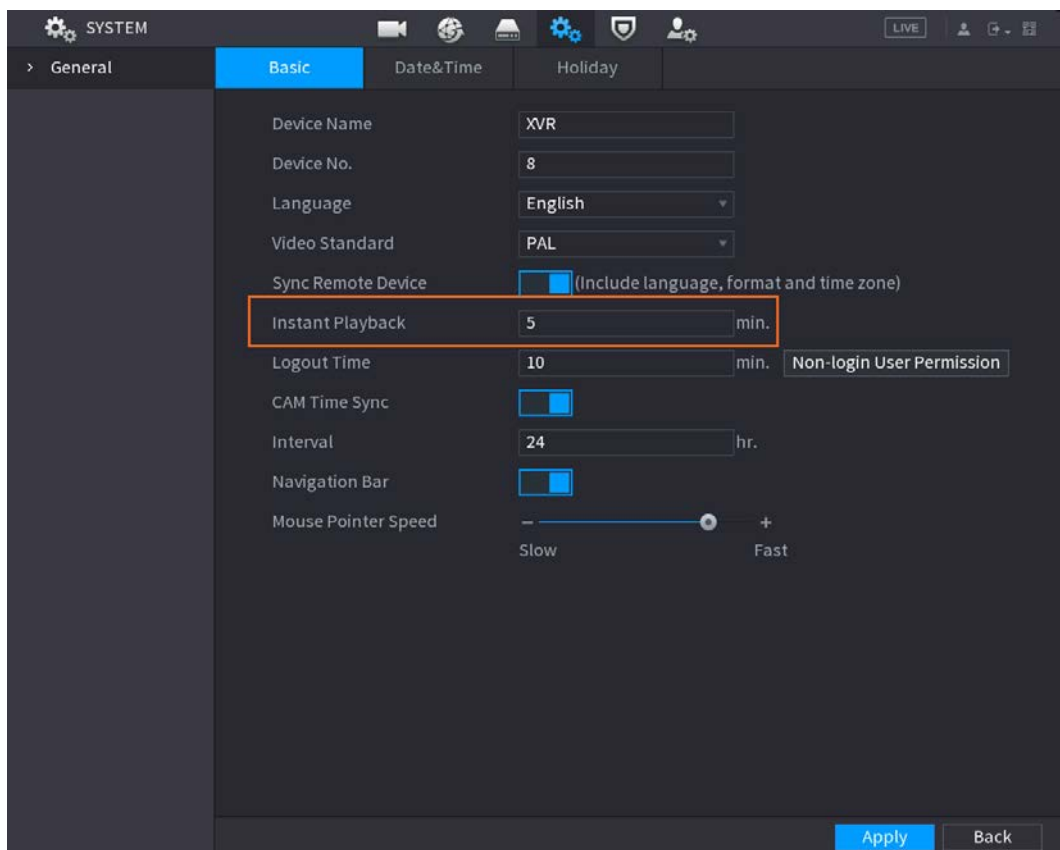 SYSTEM
LIVE
> General
Basic Date&Time Holiday
Device Name XVR
Device No. 8
Language English
Video Standard PAL
Sync Remote Device (Include language, format and time zone)
Instant Playback 5 min.
Logout Time 10 min. Non-login User Permission
CAM Time Sync
Interval 24 hr.
Navigation Bar
Mouse Pointer Speed − +
Slow Fast
Apply Back